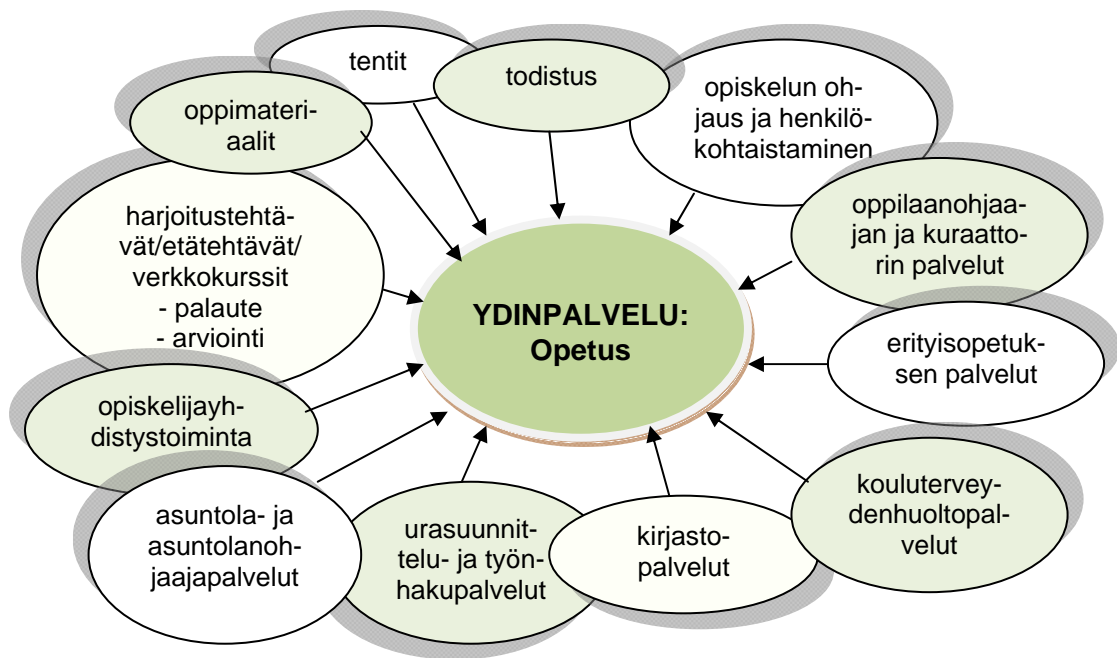 tentit
todistus
opiskelun oh-
jaus ja henkilö-
kohtaistaminen
oppimateri-
aalit
oppilaanohjaa-
jan ja kuraatto-
rin palvelut
harjoitustehtä-
vät/etätehtävät/
verkkokurssit
- palaute
- arviointi
YDINPALVELU:
Opetus
erityisopetuk-
sen palvelut
opiskelijayh-
distystoiminta
koulutervey-
denhuoltopal-
velut
asuntola- ja
asuntolanoh-
jaajapalvelut
urasuunnit-
telu- ja työn-
hakupalvelut
kirjasto-
palvelut